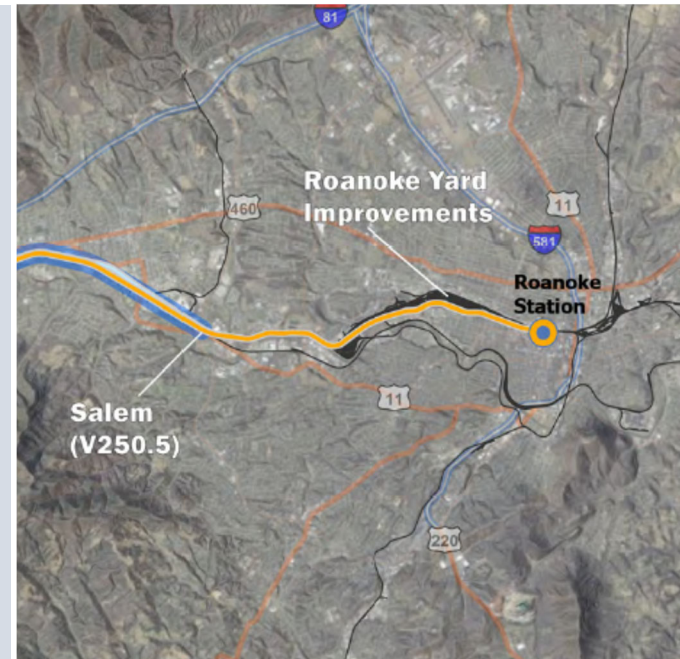 81
Roanoke Yard
Improvements
460
11
581
Roanoke
Station
Salem
(V250.5)
11
220